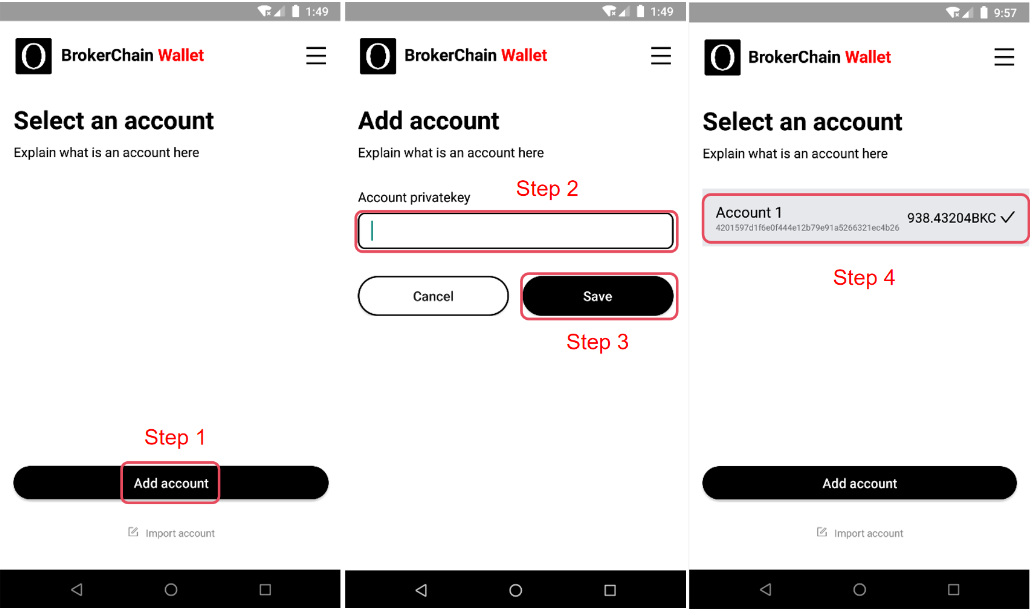 1:49
BrokerChain Wallet
Select an account
Explain what is an account here
Step 1
Add account
Import account
1:49
BrokerChain Wallet
Add account
Explain what is an account here
Step 2
Account privatekey
Cancel
Save
Step 3
9:57
BrokerChain Wallet
Select an account
Explain what is an account here
Account 1
938.43204BKC
4201597d1f6e0f444e12b79e91a5266321ec4b26
Step 4
Add account
Import account